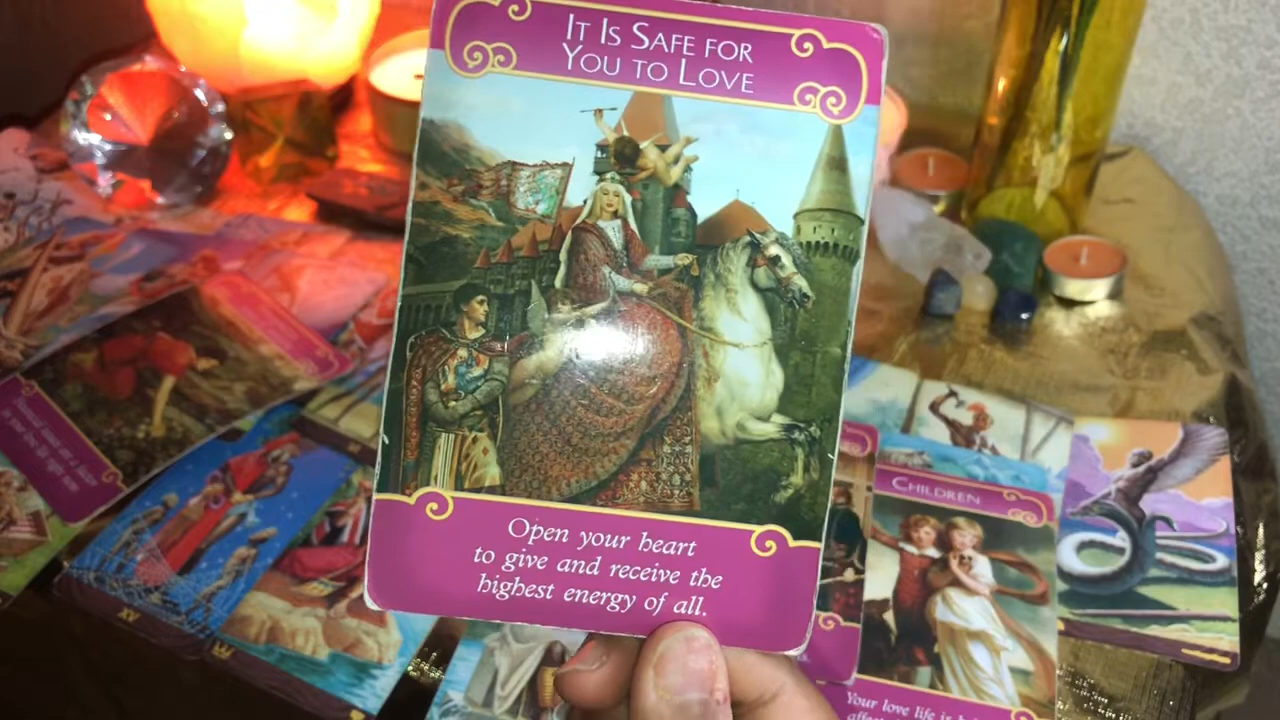 It Is Safe for
You to Love
Open your heart
to give and receive the
highest energy of all.
Children
Your love life is
XV